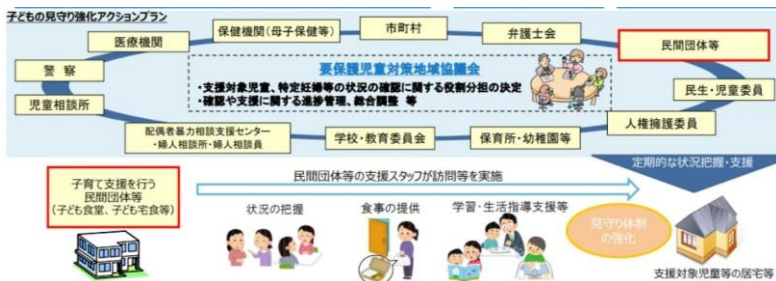 子どもの見守り強化アクションプラン
医療機関
保健機関(母子保健等)
市町村
弁護士会
民間団体等
警察
児童相談所
要保護児童対策地域協議会
・支援対象児童、特定妊婦等の状況の確認に関する役割分担の決定
・確認や支援に関する進捗管理、総合調整 等
民生・児童委員
人権擁護委員
配偶者暴力相談支援センター
・婦人相談所・婦人相談員
学校・教育委員会
保育所・幼稚園等
定期的な状況把握・支援
子育て支援を行う
民間団体等
(子ども食堂、子ども宅食等)
民間団体等の支援スタッフが訪問等を実施
状況の把握
食事の提供
学習・生活指導支援等
見守り体制
の強化
支援対象児童等の居宅等